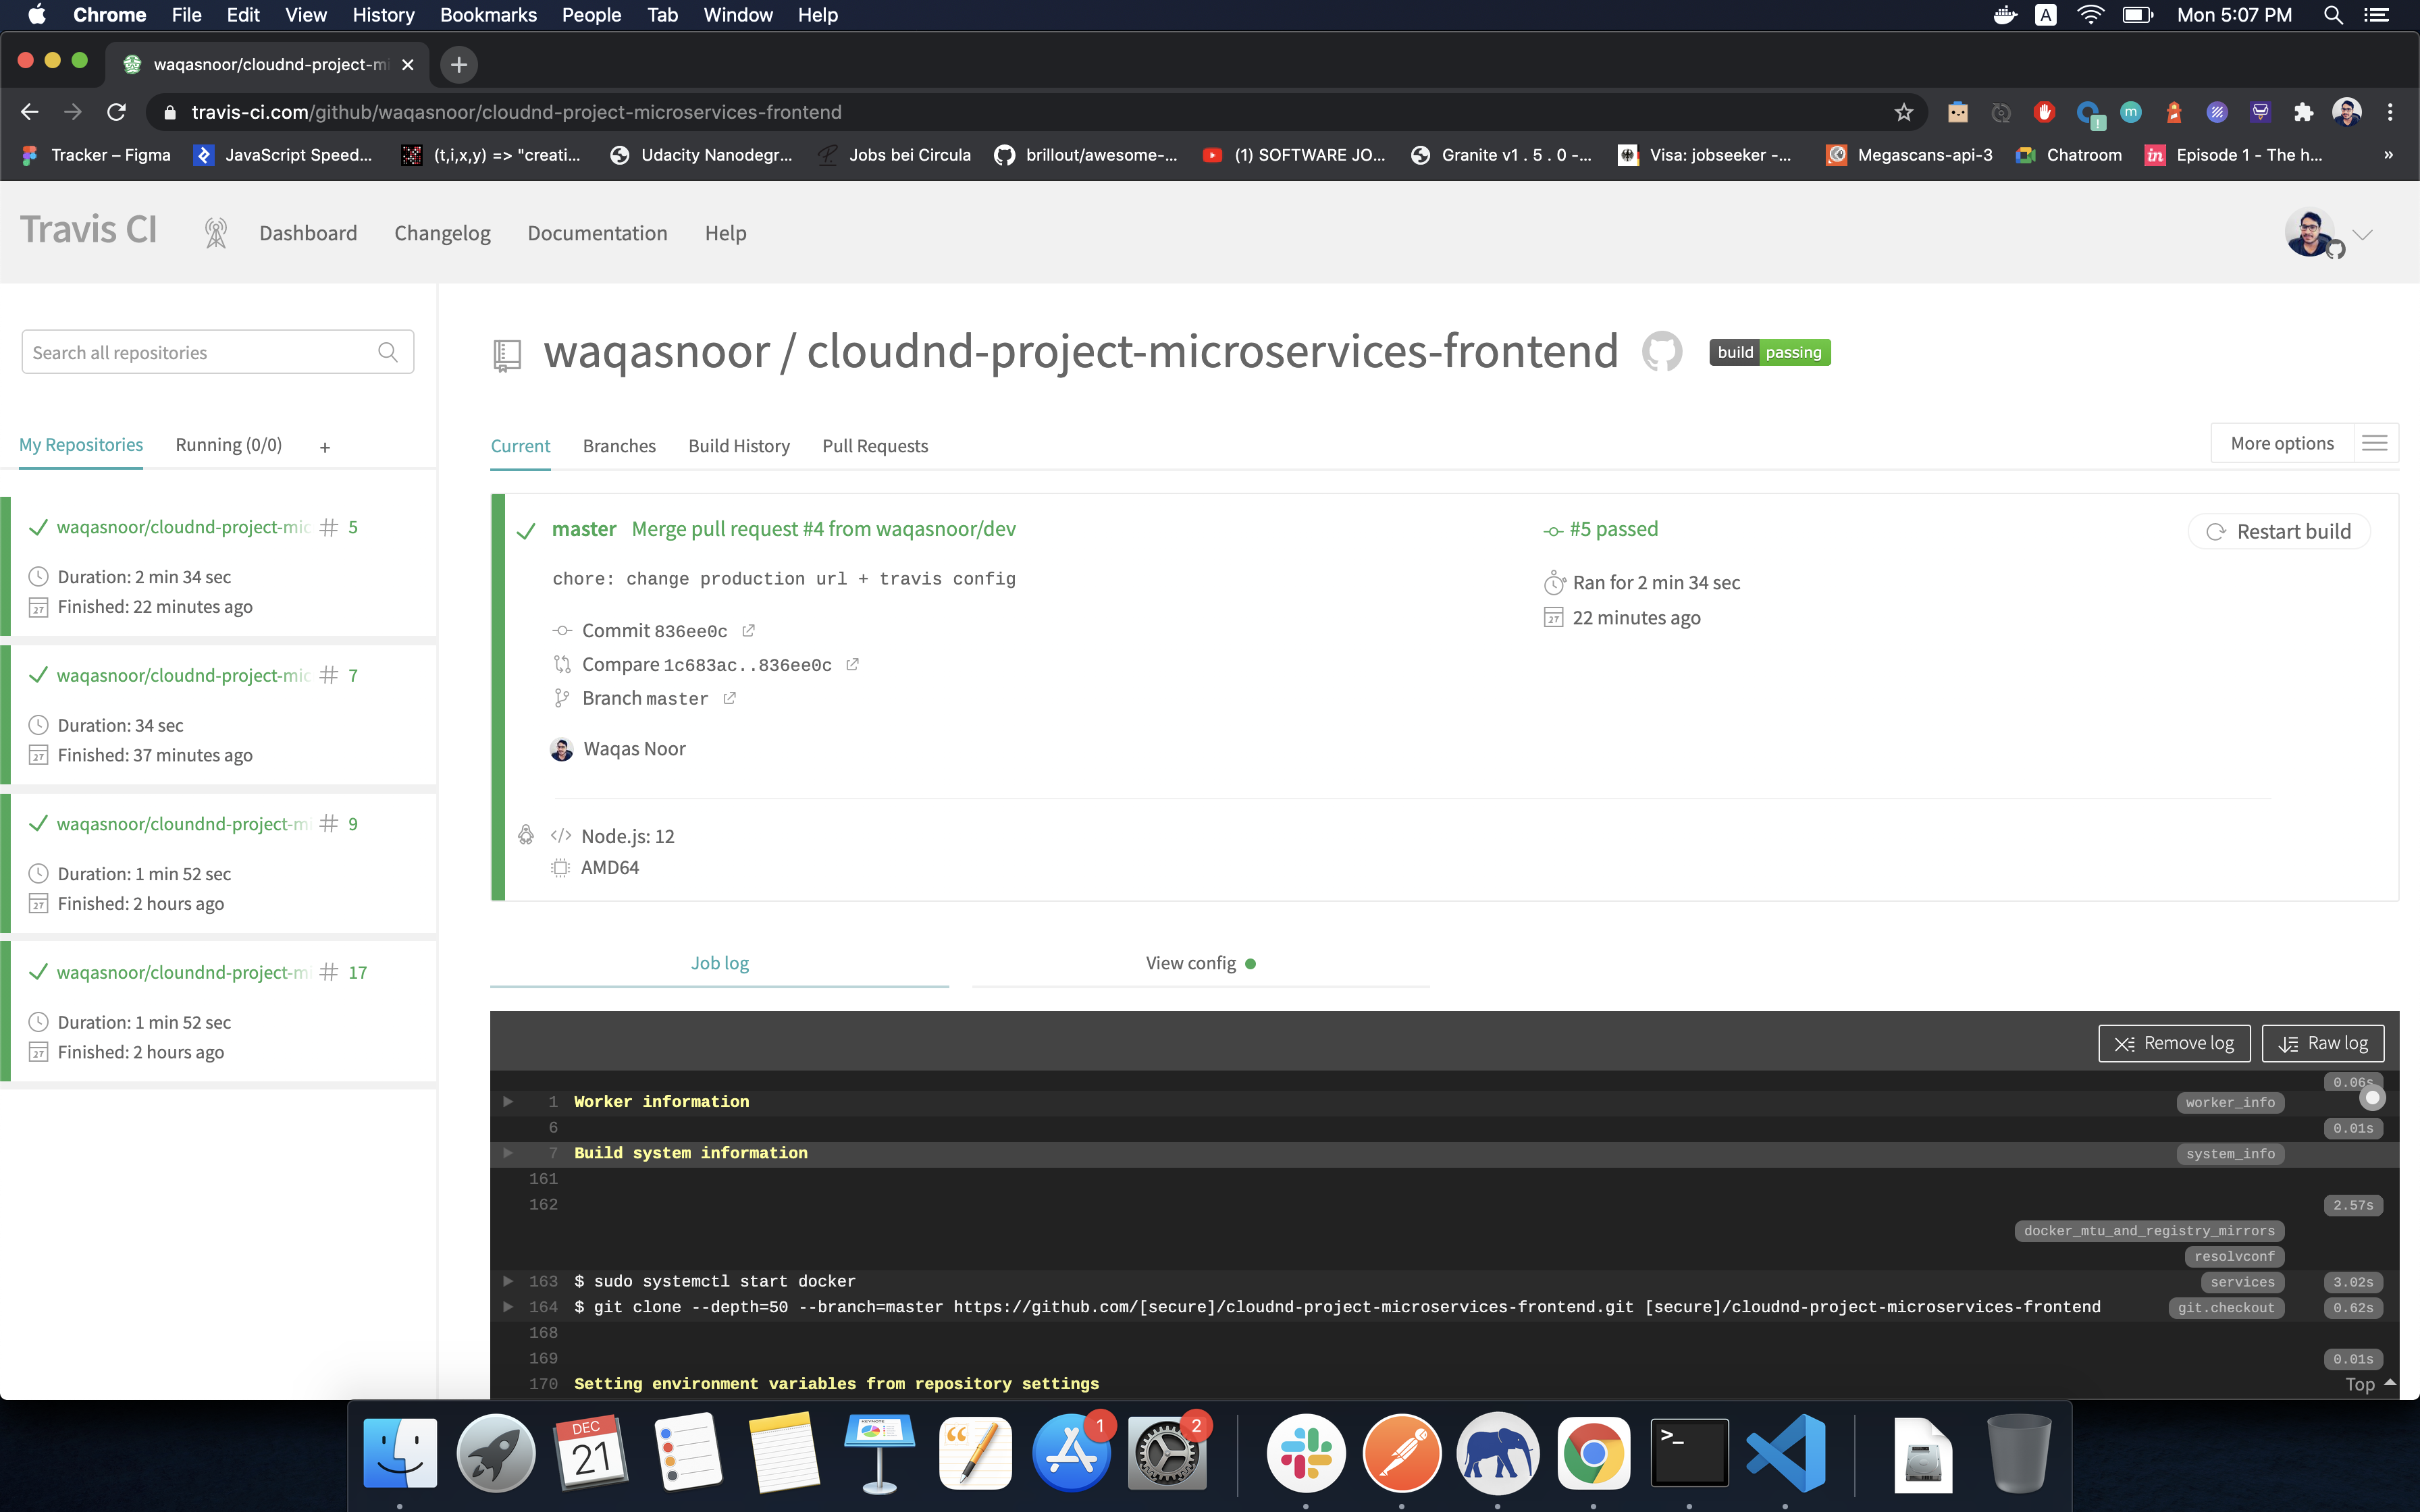 Chrome File Edit View History Bookmarks People Tab Window Help A Mon 5:07 PM
waqasnoor/cloudnd-project-mi
travis-ci.com/github/waqasnoor/cloudnd-project-microservices-frontend
Tracker – Figma JavaScript Speed... (t,i,x,y) => "creati... Udacity Nanodegr... Jobs bei Circula brillout/awesome-... (1) SOFTWARE JO... Granite v1 . 5 . 0 -... Visa: jobseeker -... Megascans-api-3 Chatroom in Episode 1 - The h... »
Travis CI Dashboard Changelog Documentation Help
Search all repositories
waqasnoor / cloudnd-project-microservices-frontend build passing
My Repositories Running (0/0) +
Current Branches Build History Pull Requests More options
waqasnoor/cloudnd-project-mic # 5
Duration: 2 min 34 sec
Finished: 22 minutes ago
waqasnoor/cloudnd-project-mic # 7
Duration: 34 sec
Finished: 37 minutes ago
waqasnoor/cloundnd-project-mi # 9
Duration: 1 min 52 sec
Finished: 2 hours ago
waqasnoor/cloundnd-project-mi # 17
Duration: 1 min 52 sec
Finished: 2 hours ago
master Merge pull request #4 from waqasnoor/dev
chore: change production url + travis config
Commit 836ee0c
Compare 1c683ac..836ee0c
Branch master
Waqas Noor
#5 passed
Ran for 2 min 34 sec
22 minutes ago
Restart build
</> Node.js: 12
AMD64
Job log View config
Remove log Raw log
0.06s
1 Worker information worker_info
6 0.01s
7 Build system information system_info
161
162 2.57s
docker_mtu_and_registry_mirrors
resolvconf
163 $ sudo systemctl start docker services 3.02s
164 $ git clone --depth=50 --branch=master https://github.com/[secure]/cloudnd-project-microservices-frontend.git [secure]/cloudnd-project-microservices-frontend git.checkout 0.62s
168
169 0.01s
170 Setting environment variables from repository settings
Top
DEC
21
1
2